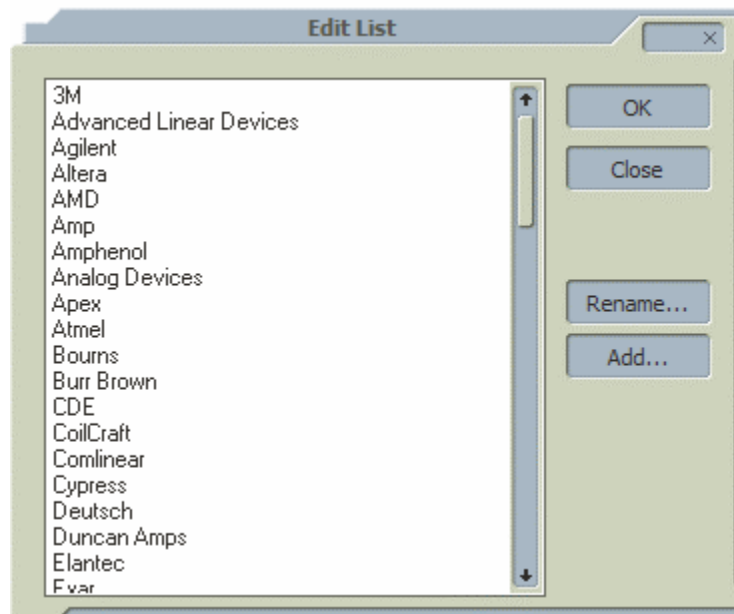 Edit List
3M
Advanced Linear Devices
Agilent
Altera
AMD
Amp
Amphenol
Analog Devices
Apex
Atmel
Bourns
Burr Brown
CDE
CoilCraft
Comlinear
Cypress
Deutsch
Duncan Amps
Elantec
Exar
OK
Close
Rename...
Add...